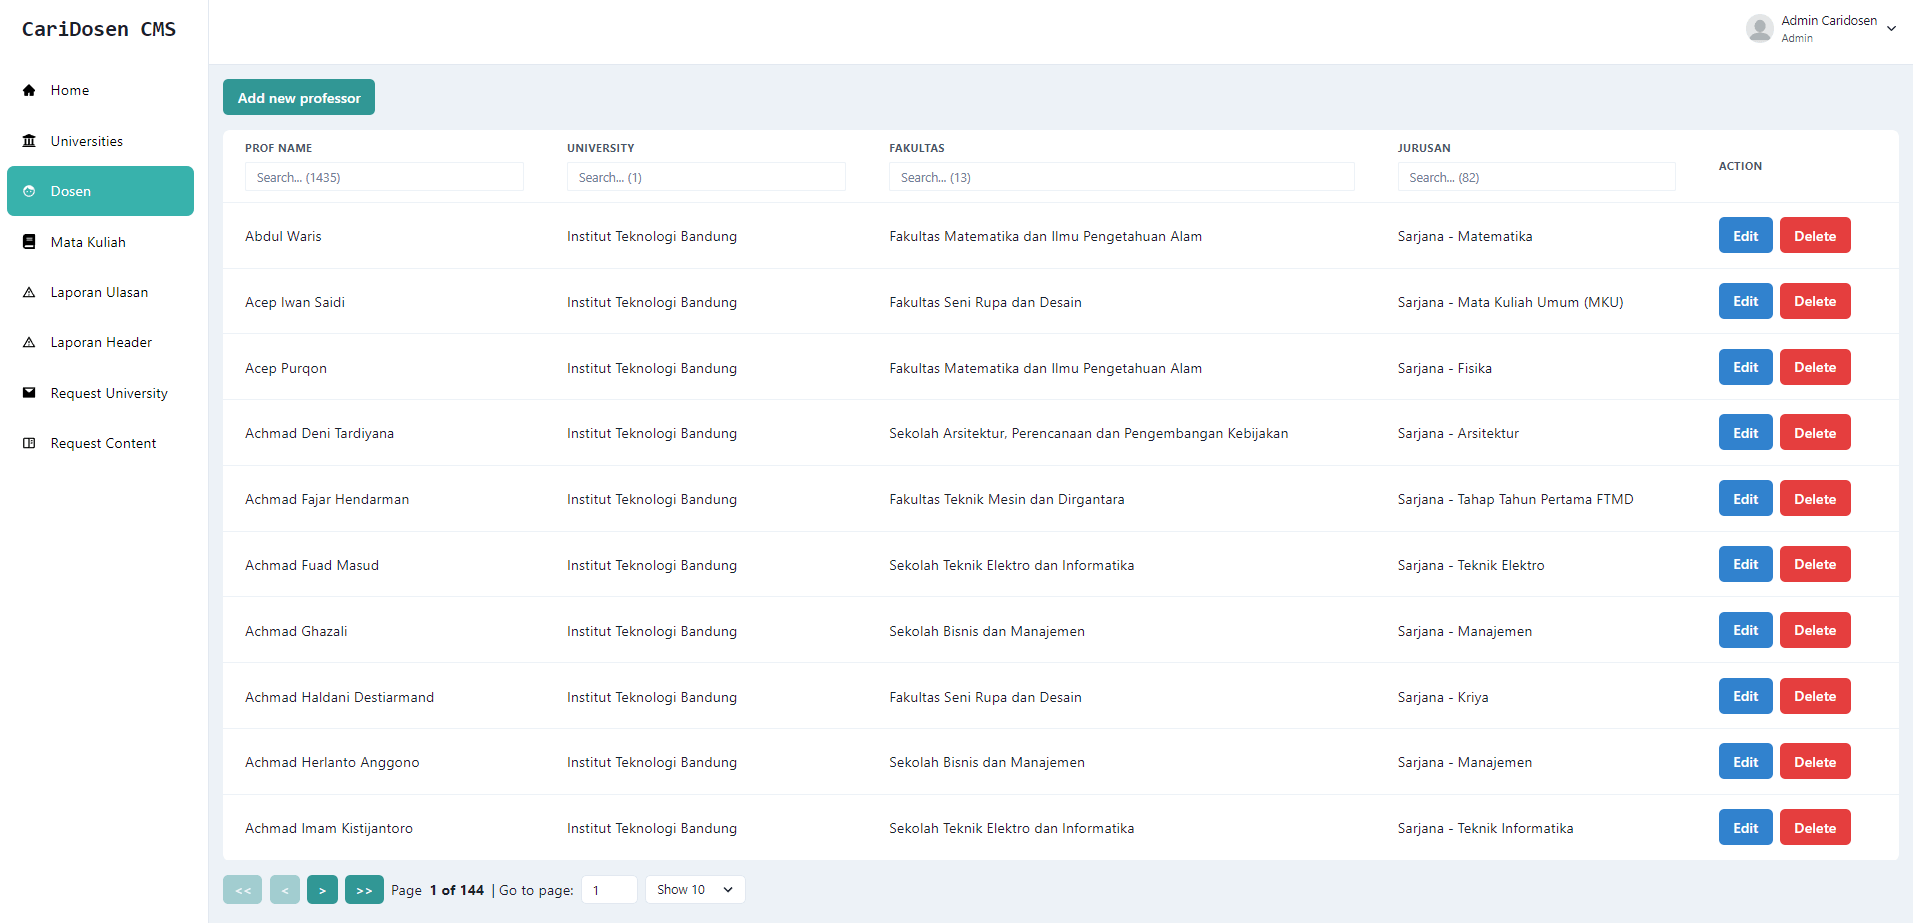 CariDosen CMS
Admin Caridosen
Admin
Home
Universities
Dosen
Mata Kuliah
Laporan Ulasan
Laporan Header
Request University
Request Content
Add new professor
PROF NAME UNIVERSITY FAKULTAS JURUSAN ACTION
Search... (1435) Search... (1) Search... (13) Search... (82)
Abdul Waris Institut Teknologi Bandung Fakultas Matematika dan Ilmu Pengetahuan Alam Sarjana - Matematika Edit Delete
Acep Iwan Saidi Institut Teknologi Bandung Fakultas Seni Rupa dan Desain Sarjana - Mata Kuliah Umum (MKU) Edit Delete
Acep Purqon Institut Teknologi Bandung Fakultas Matematika dan Ilmu Pengetahuan Alam Sarjana - Fisika Edit Delete
Achmad Deni Tardiyana Institut Teknologi Bandung Sekolah Arsitektur, Perencanaan dan Pengembangan Kebijakan Sarjana - Arsitektur Edit Delete
Achmad Fajar Hendarman Institut Teknologi Bandung Fakultas Teknik Mesin dan Dirgantara Sarjana - Tahap Tahun Pertama FTMD Edit Delete
Achmad Fuad Masud Institut Teknologi Bandung Sekolah Teknik Elektro dan Informatika Sarjana - Teknik Elektro Edit Delete
Achmad Ghazali Institut Teknologi Bandung Sekolah Bisnis dan Manajemen Sarjana - Manajemen Edit Delete
Achmad Haldani Destiarmand Institut Teknologi Bandung Fakultas Seni Rupa dan Desain Sarjana - Kriya Edit Delete
Achmad Herlanto Anggono Institut Teknologi Bandung Sekolah Bisnis dan Manajemen Sarjana - Manajemen Edit Delete
Achmad Imam Kistijantoro Institut Teknologi Bandung Sekolah Teknik Elektro dan Informatika Sarjana - Teknik Informatika Edit Delete
<< < > >> Page 1 of 144 | Go to page: 1 Show 10